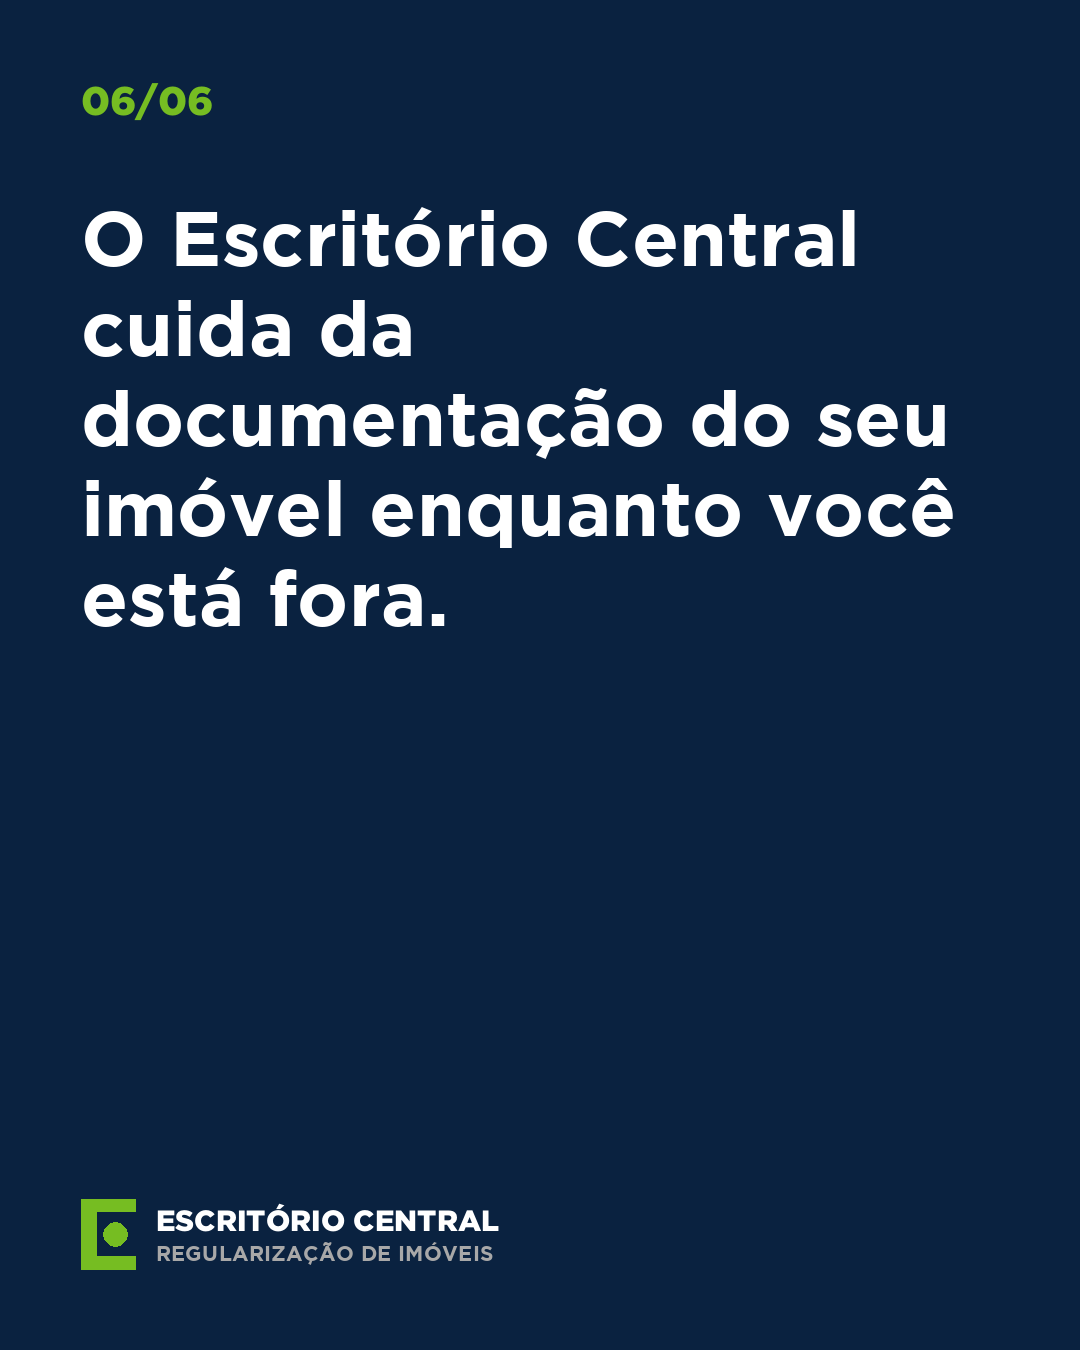 06/06
O Escritório Central
cuida da
documentação do seu
imóvel enquanto você
está fora.
ESCRITÓRIO CENTRAL
REGULARIZAÇÃO DE IMÓVEIS